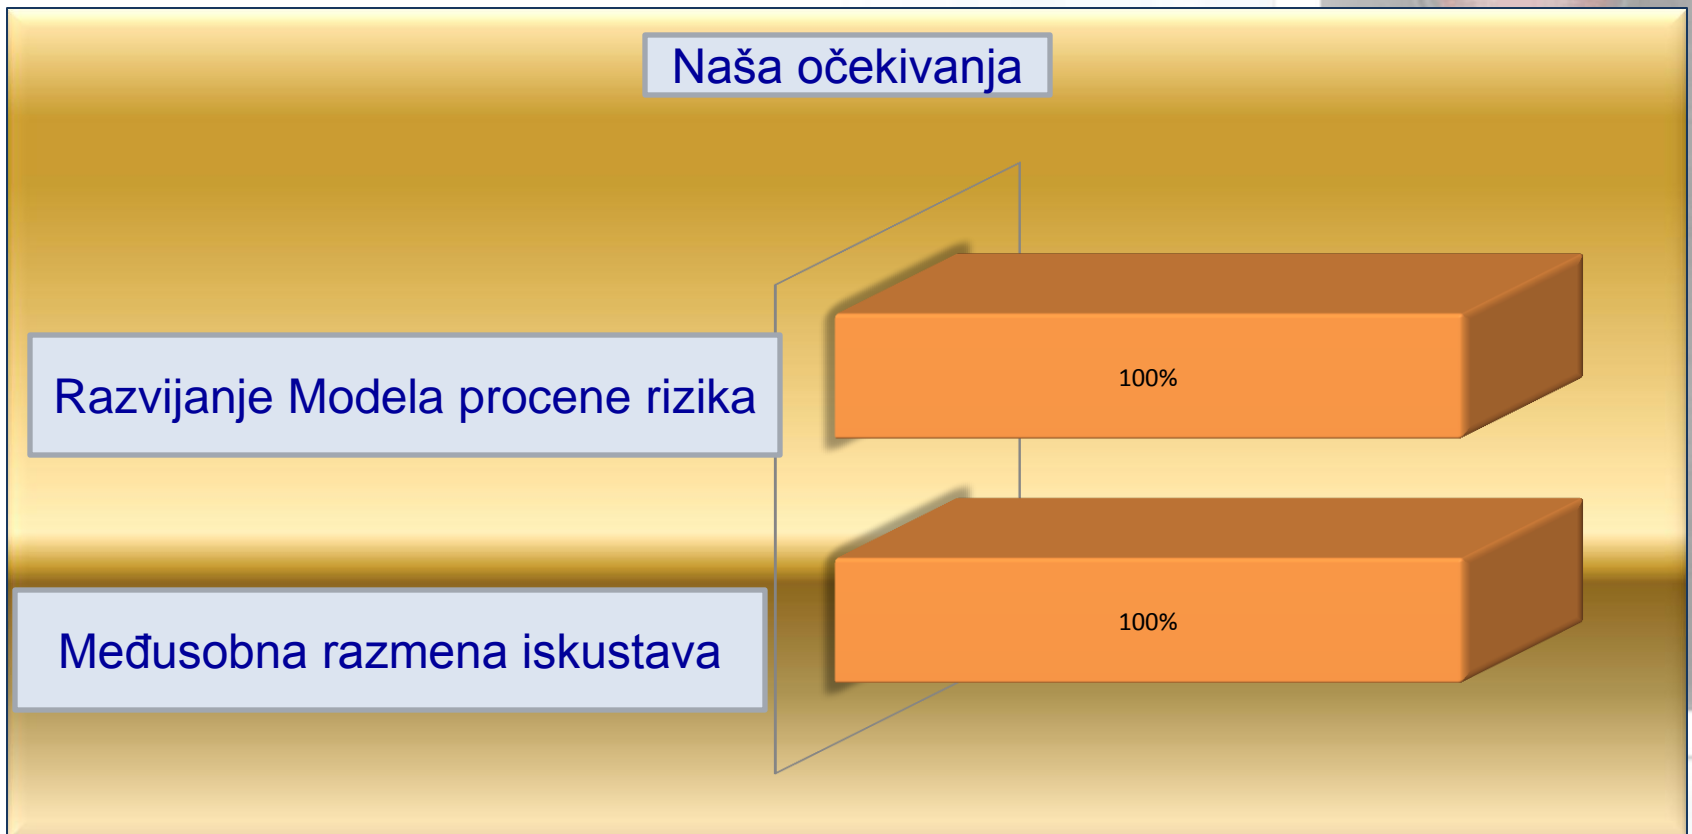 Naša očekivanja
Razvijanje Modela procene rizika
100%
Međusobna razmena iskustava
100%